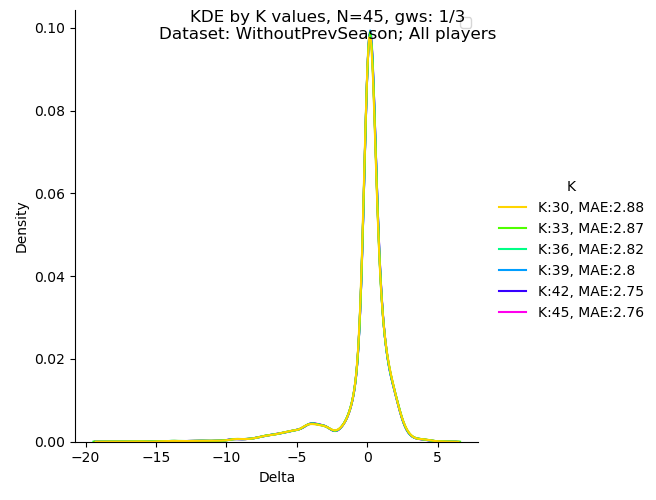 KDE by K values, N=45, gws: 1/3
Dataset: WithoutPrevSeason; All players
0.10
0.08
0.06
0.04
0.02
0.00
Density
−20
−15
−10
−5
0
5
Delta
K
K:30, MAE:2.88
K:33, MAE:2.87
K:36, MAE:2.82
K:39, MAE:2.8
K:42, MAE:2.75
K:45, MAE:2.76